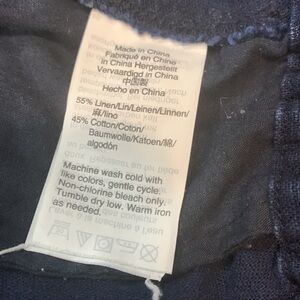 Made in China
Fabriqué en Chine
In China Hergestellt
Vervaardigd in China
中国製
Hecho en China
55% Linen/Lin/Leinen/Linnen/
麻/lino
45% Cotton/Coton/
Baumwolle/Katoen/綿/
algodón
Machine wash cold with
like colors, gentle cycle.
Non-chlorine bleach only.
Tumble dry low. Warm iron
as needed.